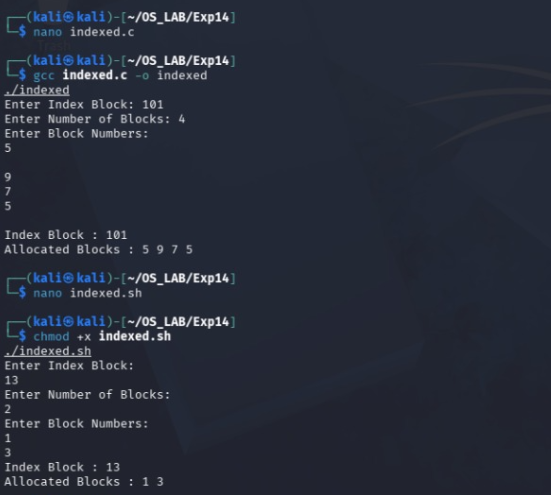 ┌──(kali㉿kali)-[~/OS_LAB/Exp14]
└─$ nano indexed.c
┌──(kali㉿kali)-[~/OS_LAB/Exp14]
└─$ gcc indexed.c -o indexed
./indexed
Enter Index Block: 101
Enter Number of Blocks: 4
Enter Block Numbers:
5
9
7
5
Index Block : 101
Allocated Blocks : 5 9 7 5
┌──(kali㉿kali)-[~/OS_LAB/Exp14]
└─$ nano indexed.sh
┌──(kali㉿kali)-[~/OS_LAB/Exp14]
└─$ chmod +x indexed.sh
./indexed.sh
Enter Index Block:
13
Enter Number of Blocks:
2
Enter Block Numbers:
1
3
Index Block : 13
Allocated Blocks : 1 3